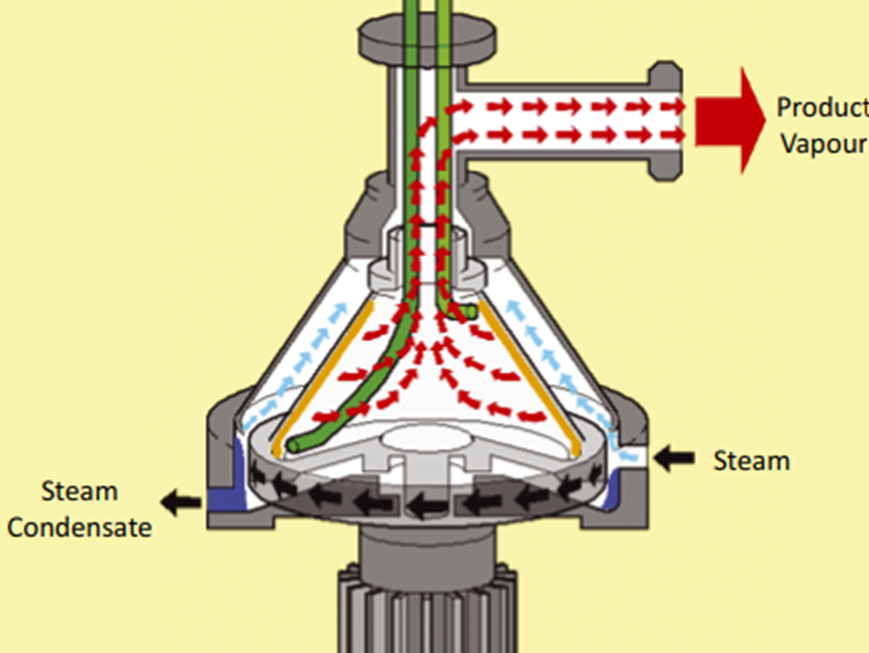 Product
Vapour
Steam
Steam
Condensate